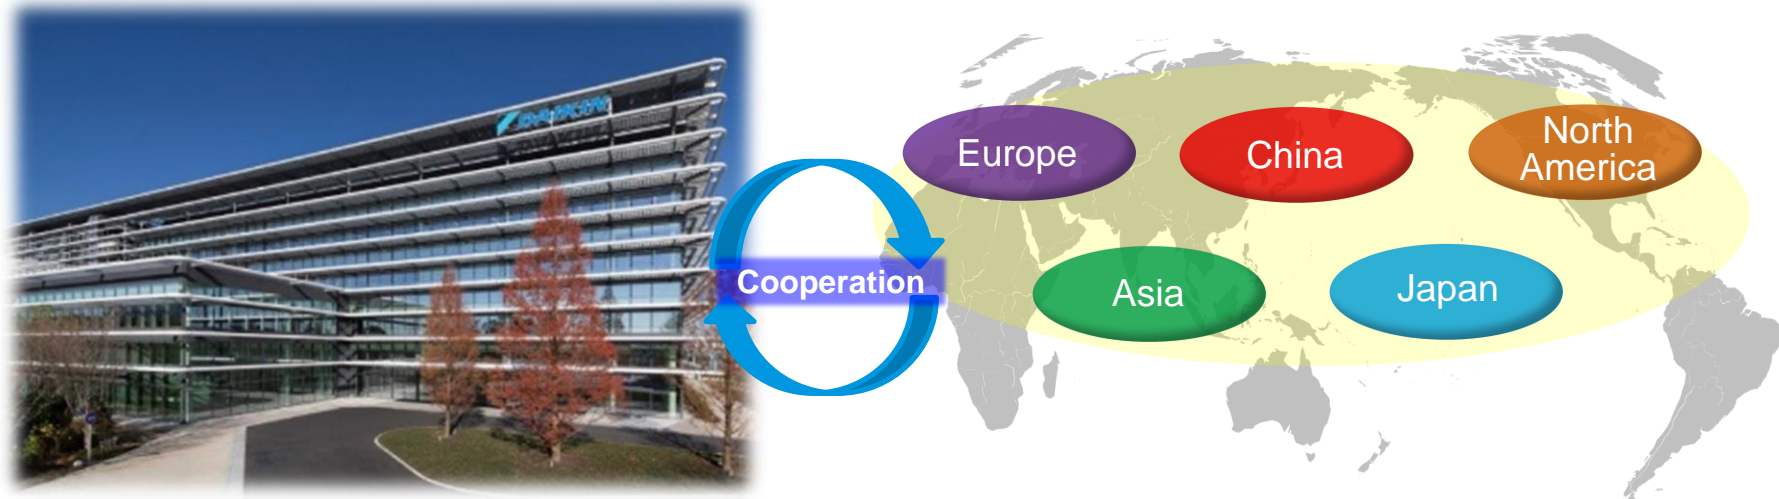 DAIKIN
Cooperation
Europe
China
North
America
Asia
Japan